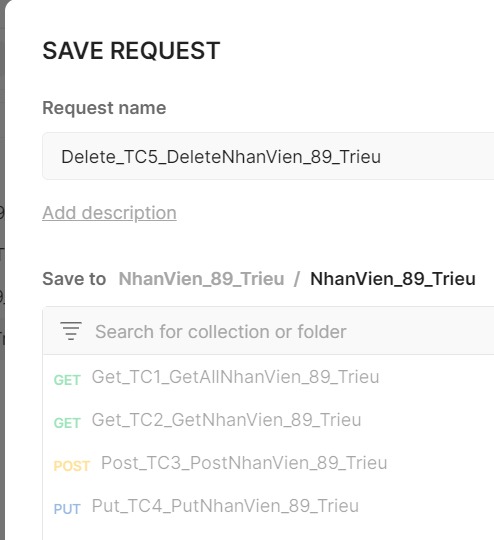 SAVE REQUEST
Request name
Delete_TC5_DeleteNhanVien_89_Trieu
Add description
Save to NhanVien_89_Trieu / NhanVien_89_Trieu
Search for collection or folder
GET Get_TC1_GetAllNhanVien_89_Trieu
GET Get_TC2_GetNhanVien_89_Trieu
POST Post_TC3_PostNhanVien_89_Trieu
PUT Put_TC4_PutNhanVien_89_Trieu